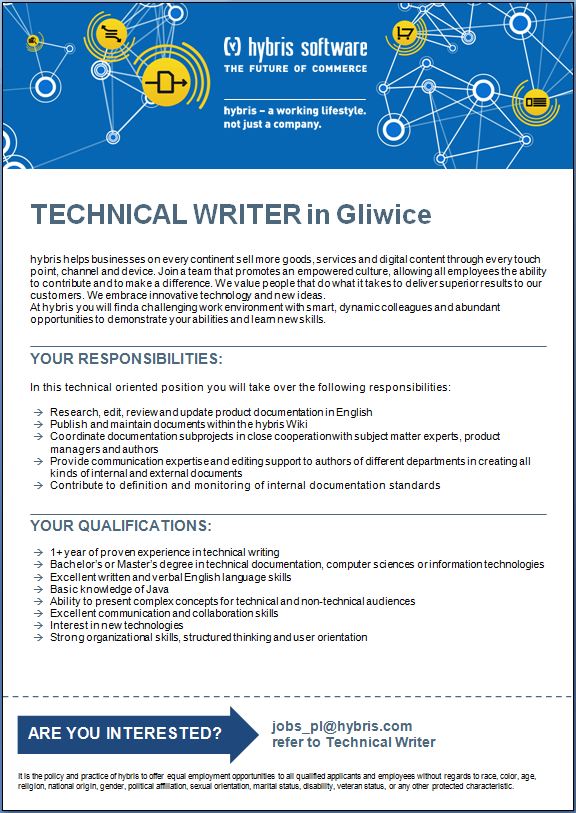 hybris software
THE FUTURE OF COMMERCE
hybris – a working lifestyle.
not just a company.
TECHNICAL WRITER in Gliwice
hybris helps businesses on every continent sell more goods, services and digital content through every touch
point, channel and device. Join a team that promotes an empowered culture, allowing all employees the ability
to contribute and to make a difference. We value people that do what it takes to deliver superior results to our
customers. We embrace innovative technology and new ideas.
At hybris you will find a challenging work environment with smart, dynamic colleagues and abundant
opportunities to demonstrate your abilities and learn new skills.
YOUR RESPONSIBILITIES:
In this technical oriented position you will take over the following responsibilities:
→ Research, edit, review and update product documentation in English
→ Publish and maintain documents within the hybris Wiki
→ Coordinate documentation subprojects in close cooperation with subject matter experts, product
managers and authors
→ Provide communication expertise and editing support to authors of different departments in creating all
kinds of internal and external documents
→ Contribute to definition and monitoring of internal documentation standards
YOUR QUALIFICATIONS:
→ 1+ year of proven experience in technical writing
→ Bachelor's or Master's degree in technical documentation, computer sciences or information technologies
→ Excellent written and verbal English language skills
→ Basic knowledge of Java
→ Ability to present complex concepts for technical and non-technical audiences
→ Excellent communication and collaboration skills
→ Interest in new technologies
→ Strong organizational skills, structured thinking and user orientation
ARE YOU INTERESTED?
jobs_pl@hybris.com
refer to Technical Writer
It is the policy and practice of hybris to offer equal employment opportunities to all qualified applicants and employees without regards to race, color, age,
religion, national origin, gender, political affiliation, sexual orientation, marital status, disability, veteran status, or any other protected characteristic.